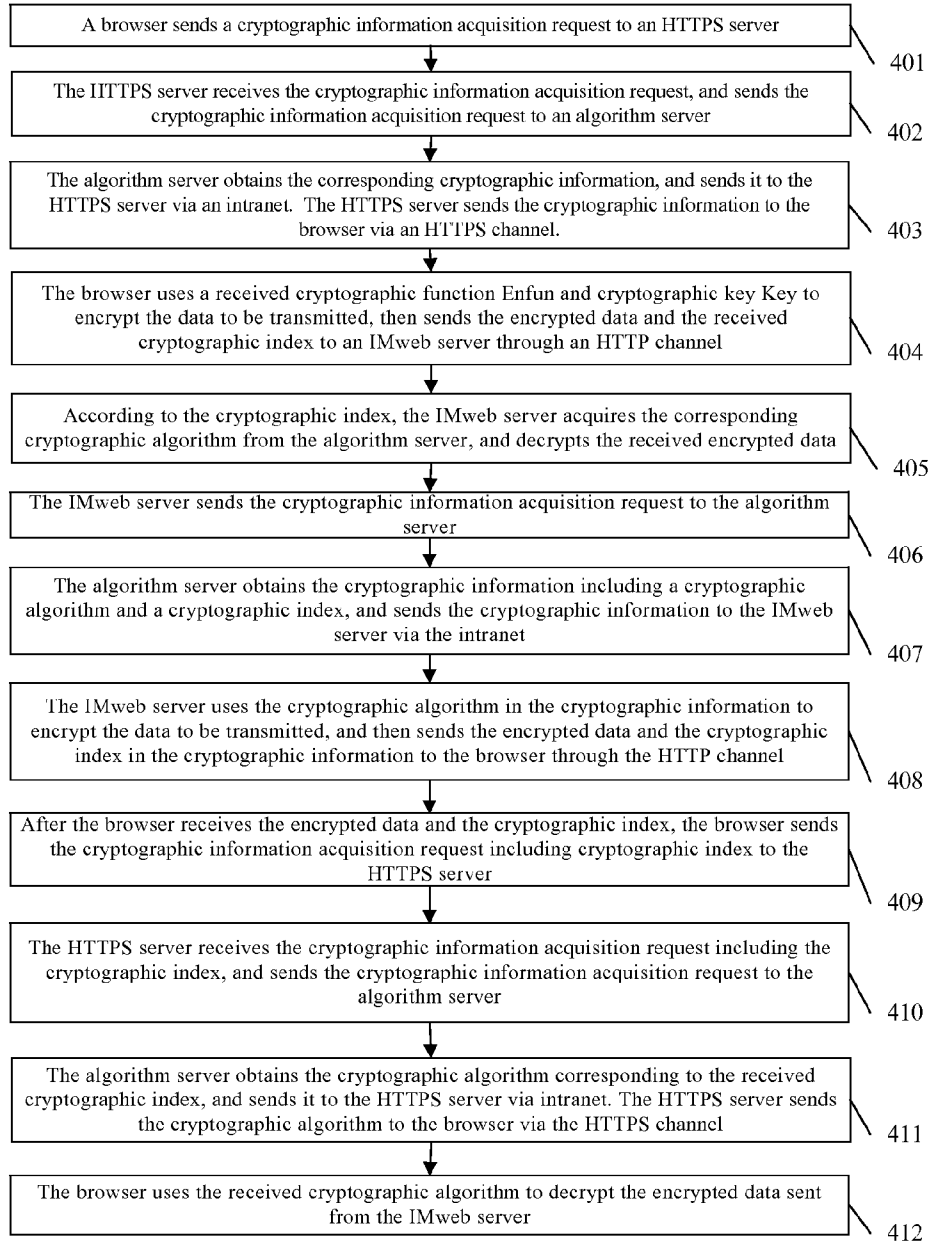 A browser sends a cryptographic information acquisition request to an HTTPS server
401
The HTTPS server receives the cryptographic information acquisition request, and sends the
cryptographic information acquisition request to an algorithm server
402
The algorithm server obtains the corresponding cryptographic information, and sends it to the
HTTPS server via an intranet. The HTTPS server sends the cryptographic information to the
browser via an HTTPS channel.
403
The browser uses a received cryptographic function Enfun and cryptographic key Key to
encrypt the data to be transmitted, then sends the encrypted data and the received
cryptographic index to an IMweb server through an HTTP channel
404
According to the cryptographic index, the IMweb server acquires the corresponding
cryptographic algorithm from the algorithm server, and decrypts the received encrypted data
405
The IMweb server sends the cryptographic information acquisition request to the algorithm
server
406
The algorithm server obtains the cryptographic information including a cryptographic
algorithm and a cryptographic index, and sends the cryptographic information to the IMweb
server via the intranet
407
The IMweb server uses the cryptographic algorithm in the cryptographic information to
encrypt the data to be transmitted, and then sends the encrypted data and the cryptographic
index in the cryptographic information to the browser through the HTTP channel
408
After the browser receives the encrypted data and the cryptographic index, the browser sends
the cryptographic information acquisition request including cryptographic index to the
HTTPS server
409
The HTTPS server receives the cryptographic information acquisition request including the
cryptographic index, and sends the cryptographic information acquisition request to the
algorithm server
410
The algorithm server obtains the cryptographic algorithm corresponding to the received
cryptographic index, and sends it to the HTTPS server via intranet. The HTTPS server sends
the cryptographic algorithm to the browser via the HTTPS channel
411
The browser uses the received cryptographic algorithm to decrypt the encrypted data sent
from the IMweb server
412